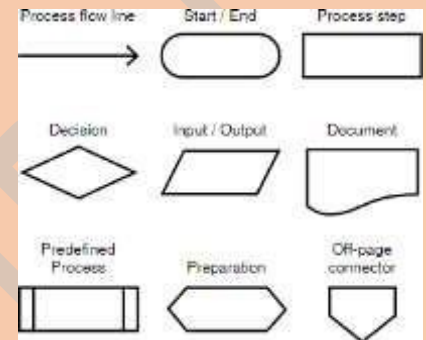 Process flow line
Start / End
Process step
Decision
Input / Output
Document
Predefined
Process
Preparation
Off-page
connector